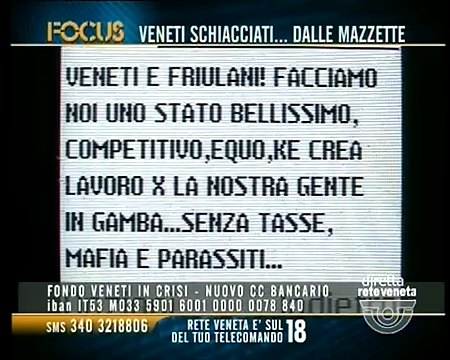 FOCUS VENETI SCHIACCIATI... DALLE MAZZETTE
VENETI E FRIULANI! FACCIAMO
NOI UNO STATO BELLISSIMO,
COMPETITIVO,EQUO,KE CREA
LAVORO X LA NOSTRA GENTE
IN GAMBA...SENZA TASSE,
MAFIA E PARASSITI...
diretta
reteveneta
FONDO VENETI IN CRISI - NUOVO CC BANCARIO
iban IT53 M033 5901 6001 0000 0078 840
SMS 340 3218806
RETE VENETA E' SUL 18
DEL TUO TELECOMANDO